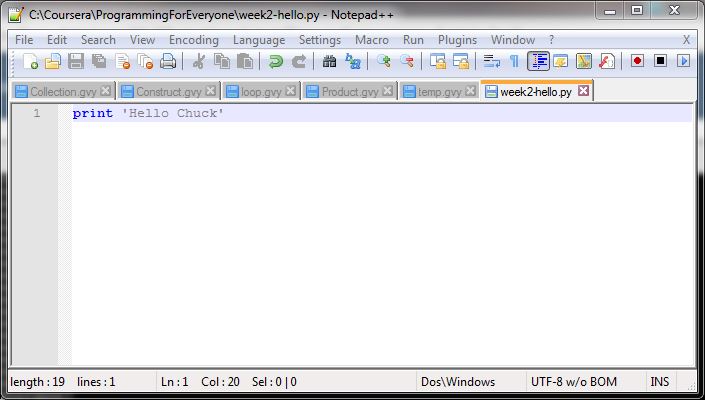 C:\Coursera\ProgrammingForEveryone\week2-hello.py - Notepad++
File Edit Search View Encoding Language Settings Macro Run Plugins Window ? X
Collection.gvy Construct.gvy loop.gvy Product.gvy temp.gvy week2-hello.py
1 print 'Hello Chuck'
length : 19 lines : 1 Ln : 1 Col : 20 Sel : 0 | 0 Dos\Windows UTF-8 w/o BOM INS